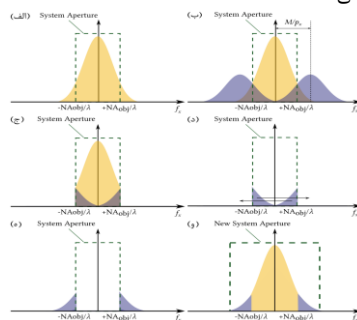 ج
(الف) System Aperture
-NAobj/λ +NAobj/λ fx
(ب) System Aperture M/ps
-NAobj/λ +NAobj/λ fx
(ج) System Aperture
-NAobj/λ +NAobj/λ fx
(د) System Aperture
-NAobj/λ +NAobj/λ fx
(ه) System Aperture
-NAobj/λ +NAobj/λ fx
(و) New System Aperture
-NAobj/λ +NAobj/λ fx